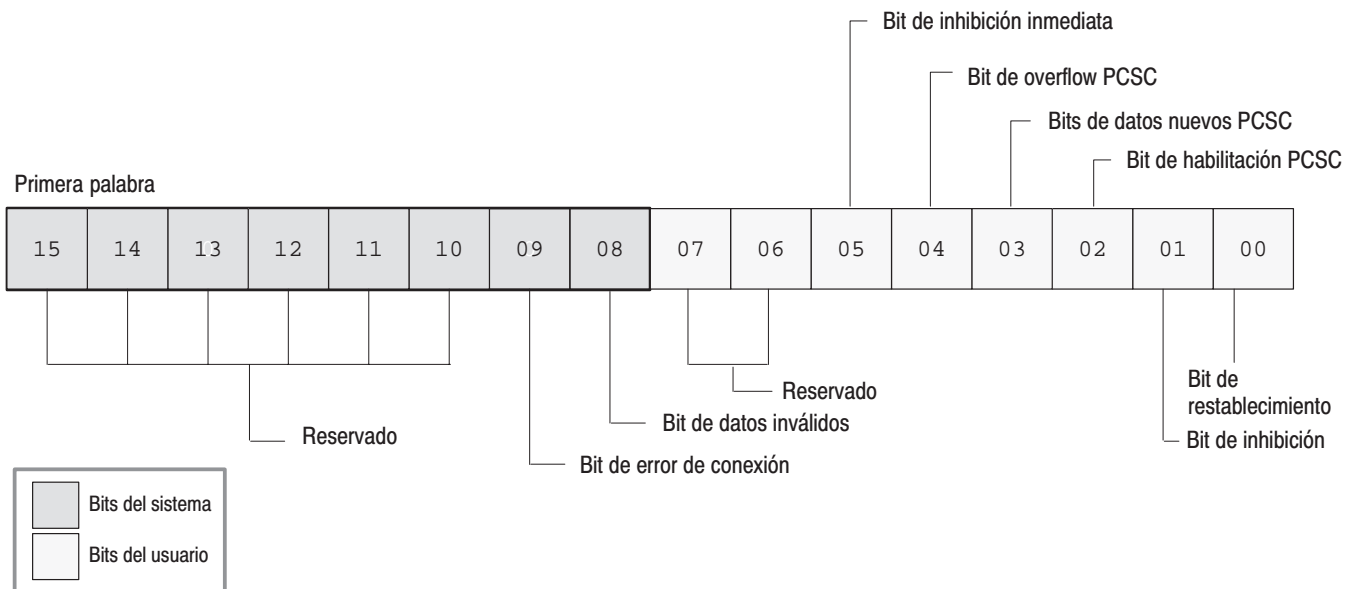 Bit de inhibición inmediata
Bit de overflow PCSC
Bits de datos nuevos PCSC
Bit de habilitación PCSC
Primera palabra
15 14 13 12 11 10 09 08 07 06 05 04 03 02 01 00
Reservado
Bit de
restablecimiento
Bit de datos inválidos
Reservado
Bit de inhibición
Bit de error de conexión
Bits del sistema
Bits del usuario